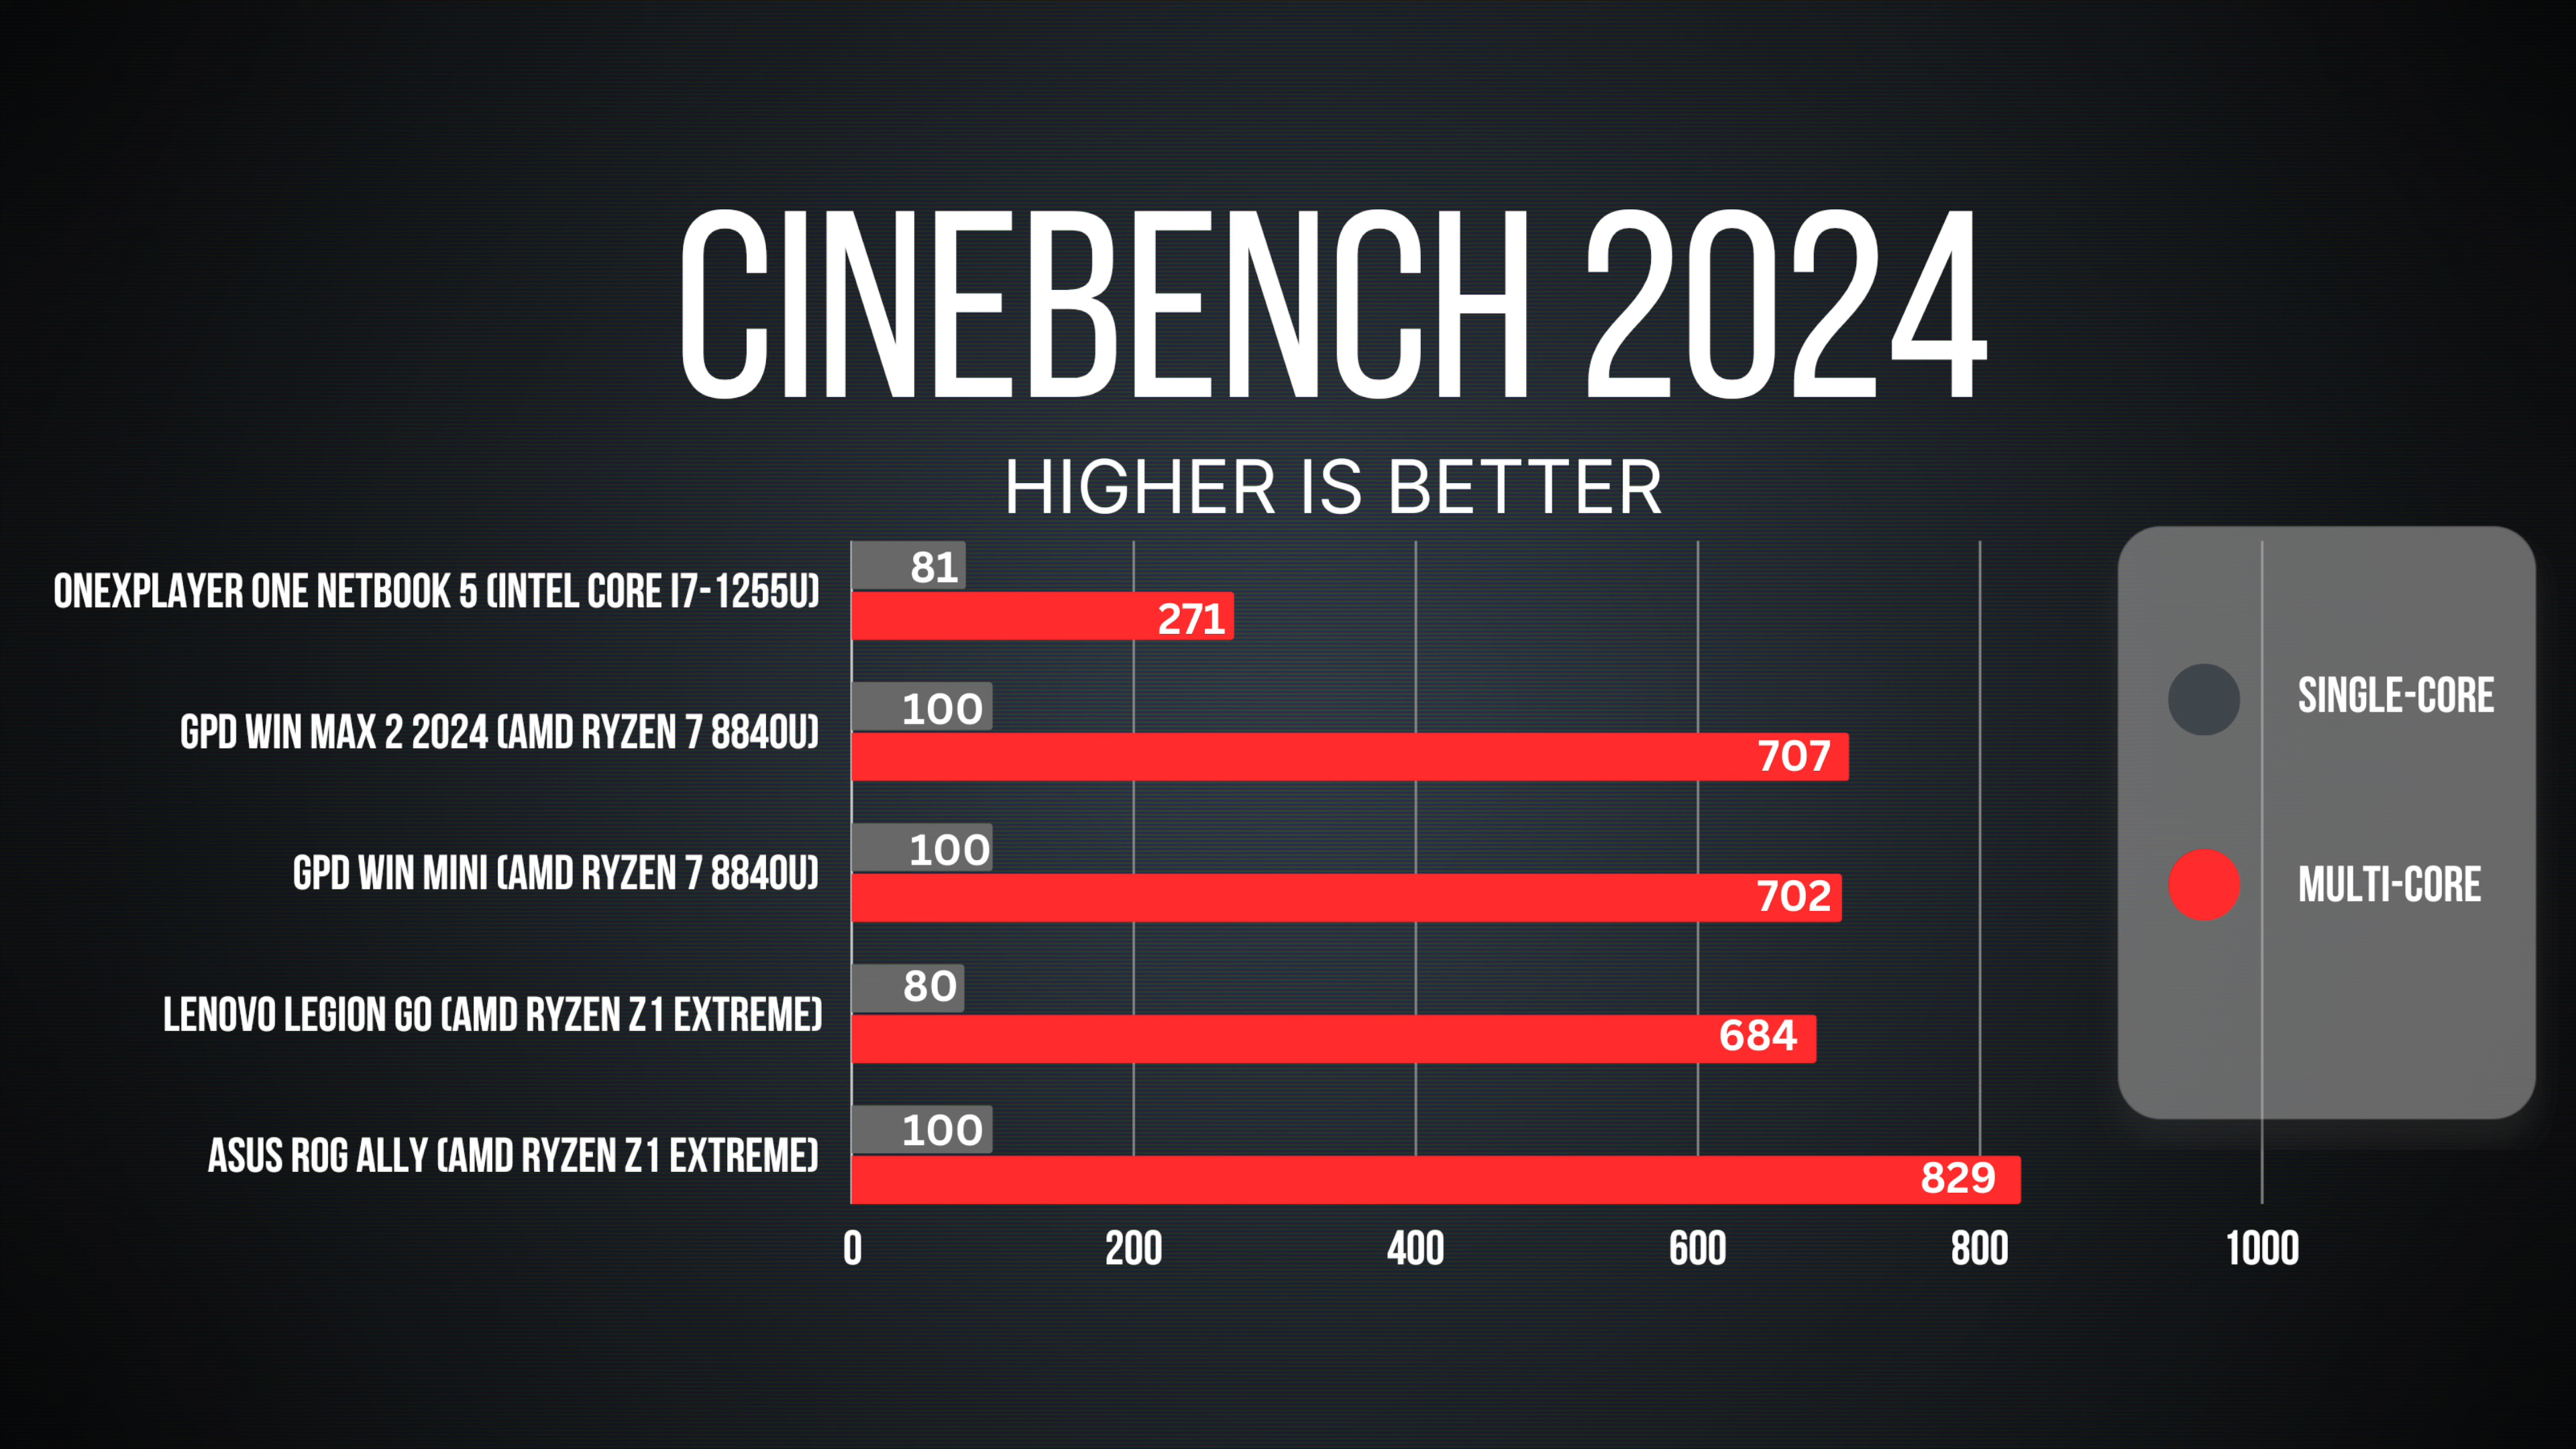 CINEBENCH 2024
HIGHER IS BETTER
ONEXPLAYER ONE NETBOOK 5 (INTEL CORE I7-1255U)
81
271
GPD WIN MAX 2 2024 (AMD RYZEN 7 8840U)
100
707
GPD WIN MINI (AMD RYZEN 7 8840U)
100
702
LENOVO LEGION GO (AMD RYZEN Z1 EXTREME)
80
684
ASUS ROG ALLY (AMD RYZEN Z1 EXTREME)
100
829
0 200 400 600 800 1000
SINGLE-CORE
MULTI-CORE